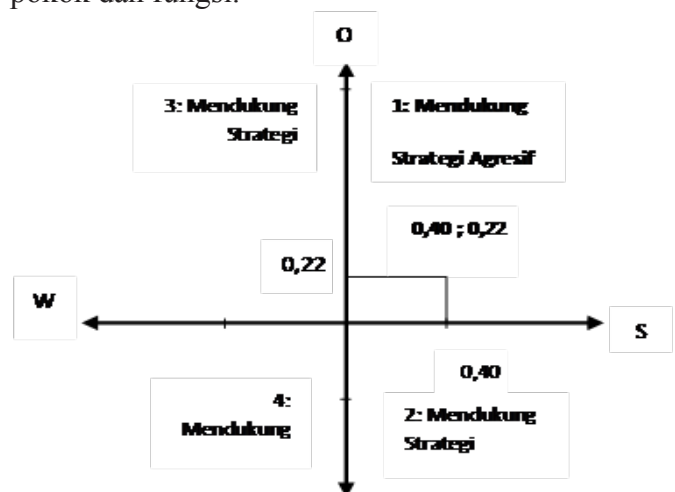 pokok dan fungsi.
O
3: Mendukung
Strategi
1: Mendukung
Strategi Agresif
0,40 ; 0,22
0,22
W
S
0,40
4:
Mendukung
2: Mendukung
Strategi